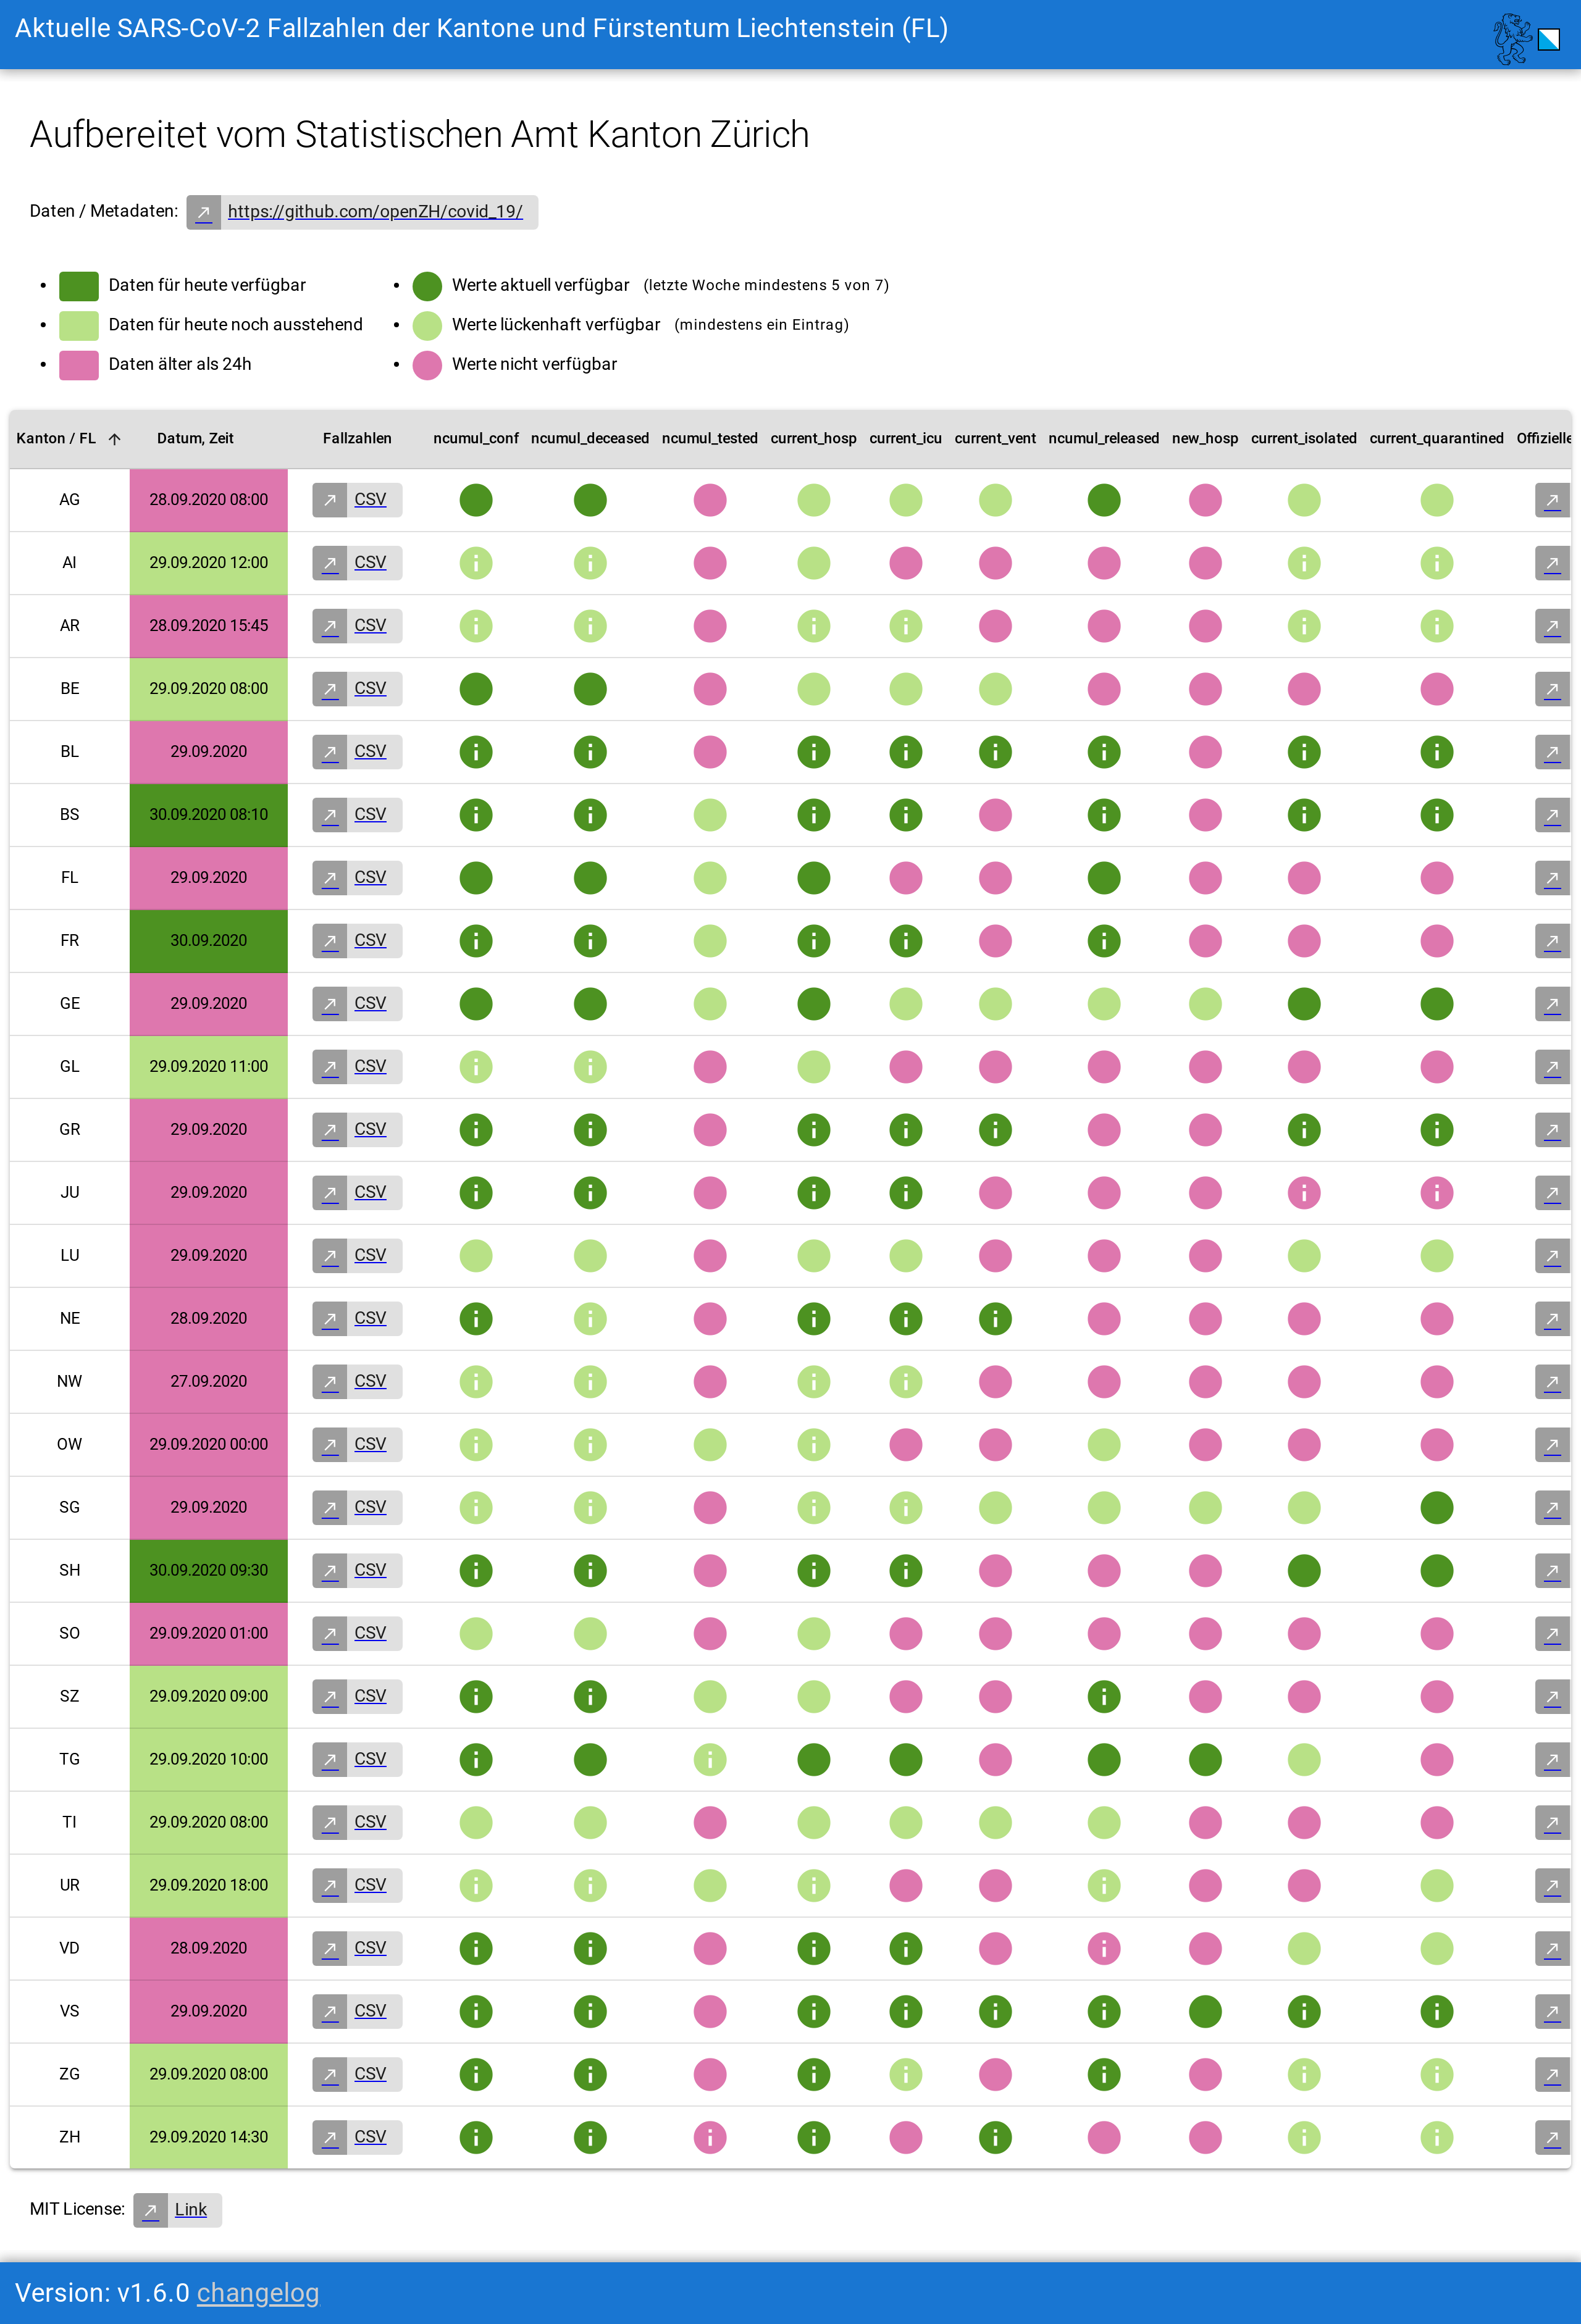 Aktuelle SARS-CoV-2 Fallzahlen der Kantone und Fürstentum Liechtenstein (FL)
Aufbereitet vom Statistischen Amt Kanton Zürich
Daten / Metadaten: https://github.com/openZH/covid_19/
Daten für heute verfügbar
Daten für heute noch ausstehend
Daten älter als 24h
Werte aktuell verfügbar (letzte Woche mindestens 5 von 7)
Werte lückenhaft verfügbar (mindestens ein Eintrag)
Werte nicht verfügbar
Kanton / FL Datum, Zeit Fallzahlen ncumul_conf ncumul_deceased ncumul_tested current_hosp current_icu current_vent ncumul_released new_hosp current_isolated current_quarantined Offizielle
AG 28.09.2020 08:00 CSV
AI 29.09.2020 12:00 CSV
AR 28.09.2020 15:45 CSV
BE 29.09.2020 08:00 CSV
BL 29.09.2020 CSV
BS 30.09.2020 08:10 CSV
FL 29.09.2020 CSV
FR 30.09.2020 CSV
GE 29.09.2020 CSV
GL 29.09.2020 11:00 CSV
GR 29.09.2020 CSV
JU 29.09.2020 CSV
LU 29.09.2020 CSV
NE 28.09.2020 CSV
NW 27.09.2020 CSV
OW 29.09.2020 00:00 CSV
SG 29.09.2020 CSV
SH 30.09.2020 09:30 CSV
SO 29.09.2020 01:00 CSV
SZ 29.09.2020 09:00 CSV
TG 29.09.2020 10:00 CSV
TI 29.09.2020 08:00 CSV
UR 29.09.2020 18:00 CSV
VD 28.09.2020 CSV
VS 29.09.2020 CSV
ZG 29.09.2020 08:00 CSV
ZH 29.09.2020 14:30 CSV
MIT License: Link
Version: v1.6.0 changelog